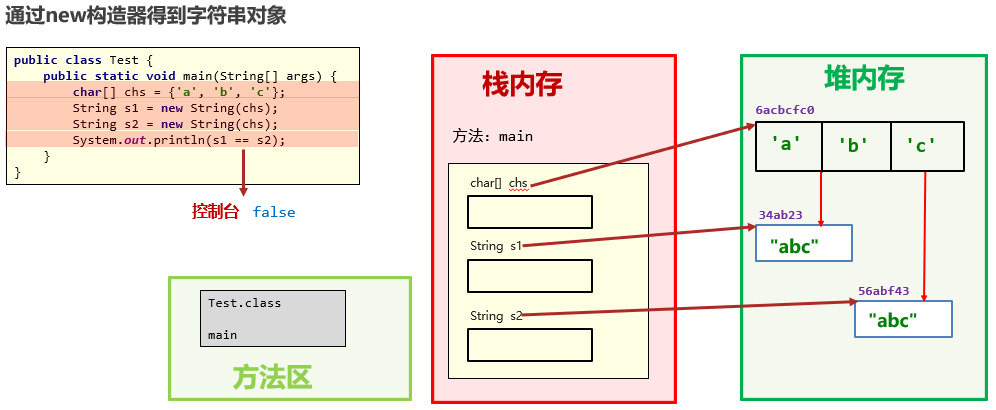 通过new构造器得到字符串对象
public class Test {
    public static void main(String[] args) {
        char[] chs = {'a', 'b', 'c'};
        String s1 = new String(chs);
        String s2 = new String(chs);
        System.out.println(s1 == s2);
    }
}
控制台 false
Test.class
main
方法区
栈内存
方法：main
char[] chs
String s1
String s2
堆内存
6acbcfc0
'a' 'b' 'c'
34ab23
"abc"
56abf43
"abc"